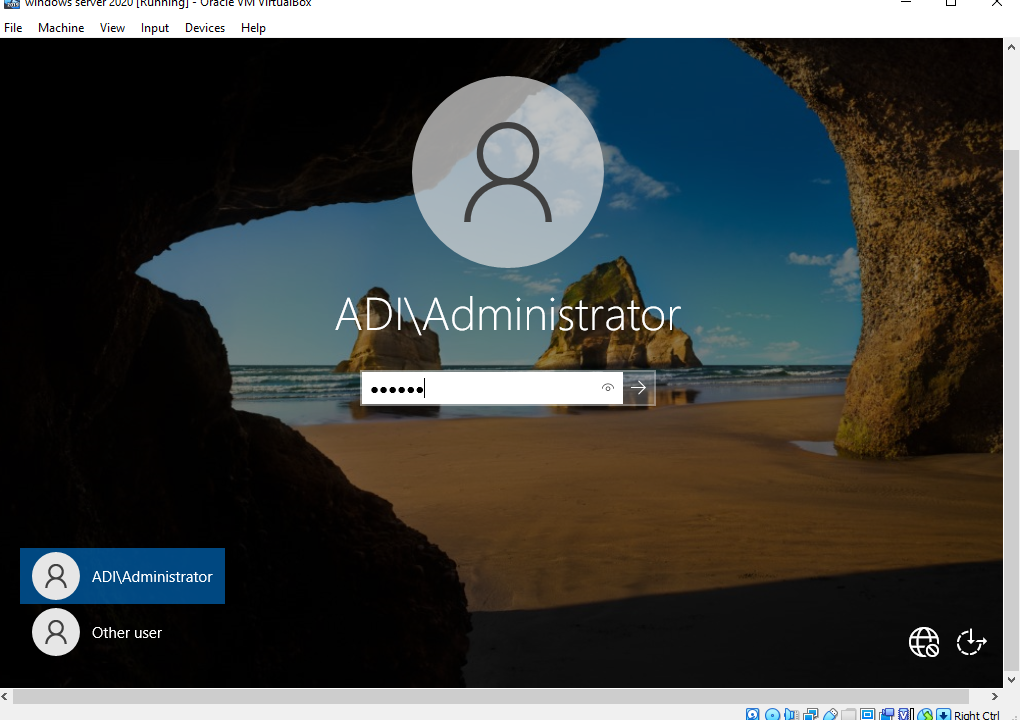 windows server 2020 [Running] - Oracle VM VirtualBox
File Machine View Input Devices Help
ADI\Administrator
••••••
ADI\Administrator
Other user
Right Ctrl